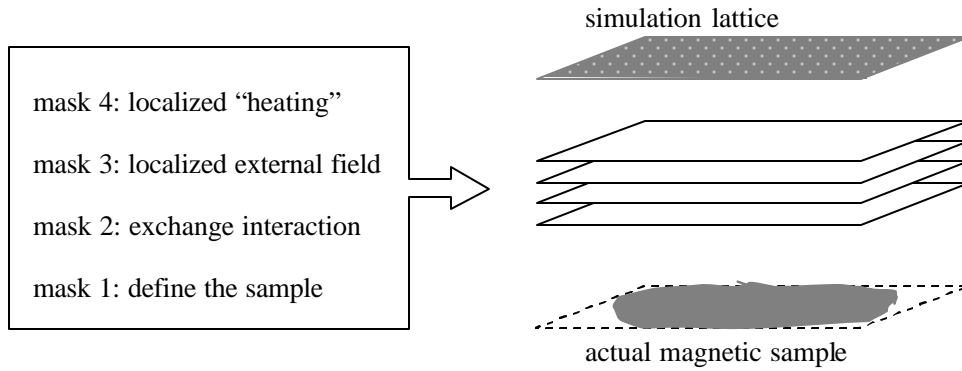 simulation lattice
mask 4: localized “heating”
mask 3: localized external field
mask 2: exchange interaction
mask 1: define the sample
actual magnetic sample